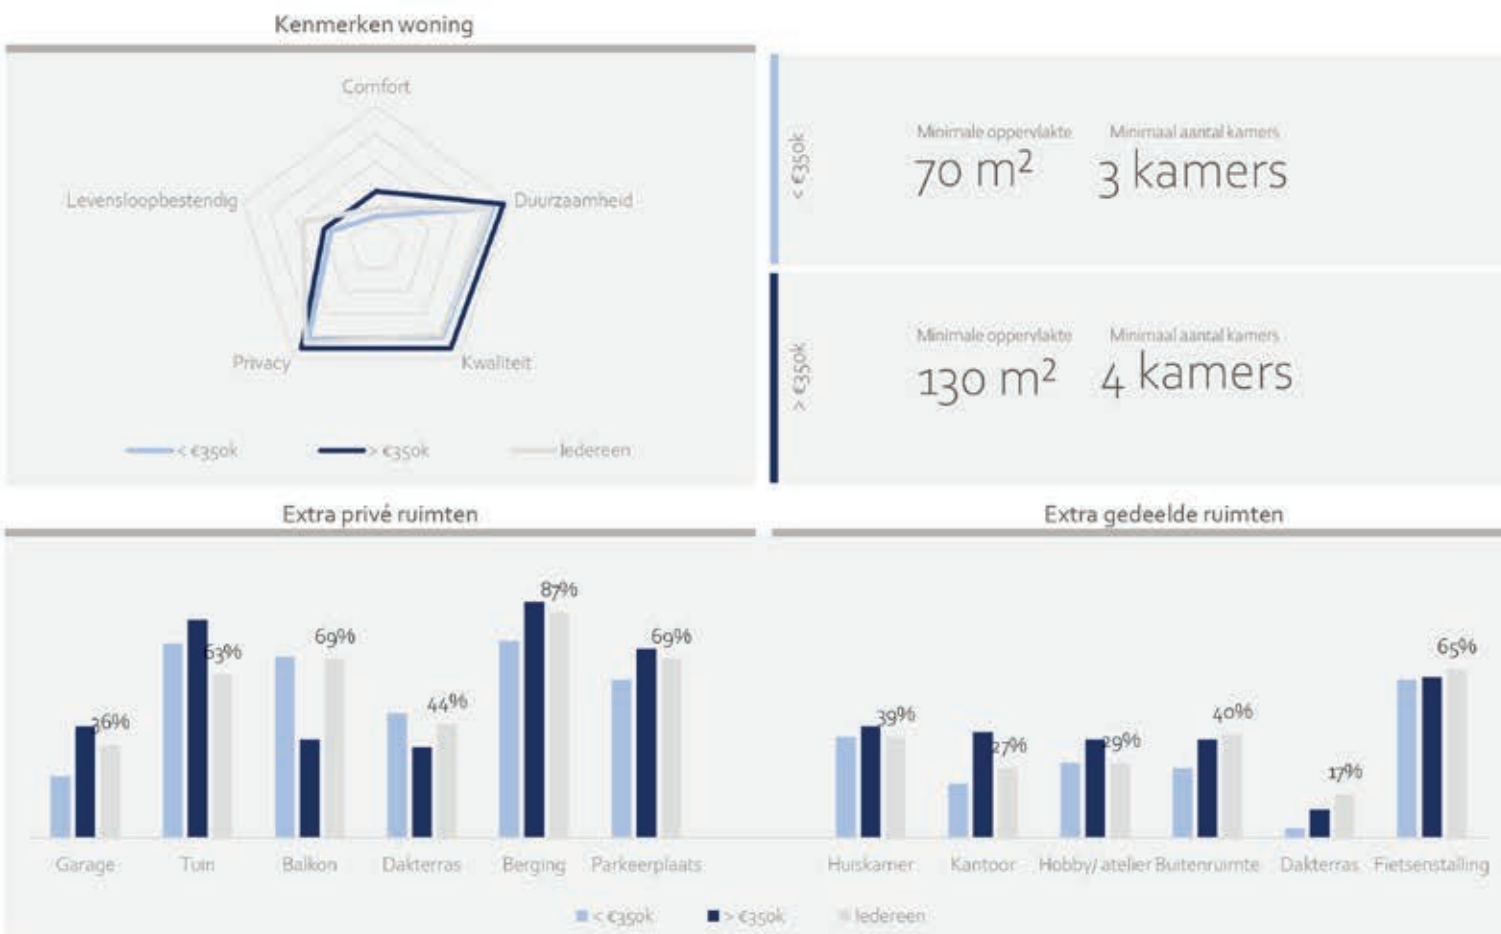 Kenmerken woning
Comfort
Levensloopbestendig
Duurzaamheid
Privacy
Kwaliteit
< €350k
> €350k
Iedereen
< €350k
Minimale oppervlakte
Minimaal aantal kamers
70 m²
3 kamers
> €350k
Minimale oppervlakte
Minimaal aantal kamers
130 m²
4 kamers
Extra privé ruimten
36%
63%
69%
44%
87%
69%
Garage
Tuin
Balkon
Dakterras
Berging
Parkeerplaats
Extra gedeelde ruimten
39%
27%
29%
40%
17%
65%
Huiskamer
Kantoor
Hobby/ atelier
Buitenruimte
Dakterras
Fietsenstalling
< €350k
> €350k
Iedereen